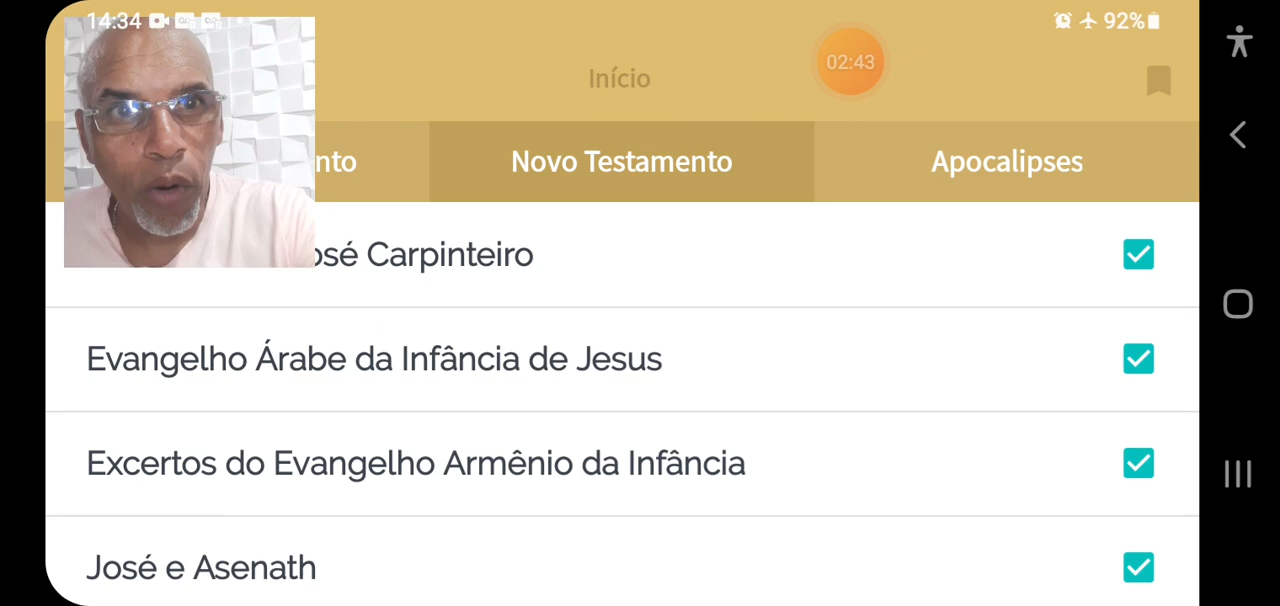 14:34 92%
Início
02:43
nto Novo Testamento Apocalipses
osé Carpinteiro
Evangelho Árabe da Infância de Jesus
Excertos do Evangelho Armênio da Infância
José e Asenath